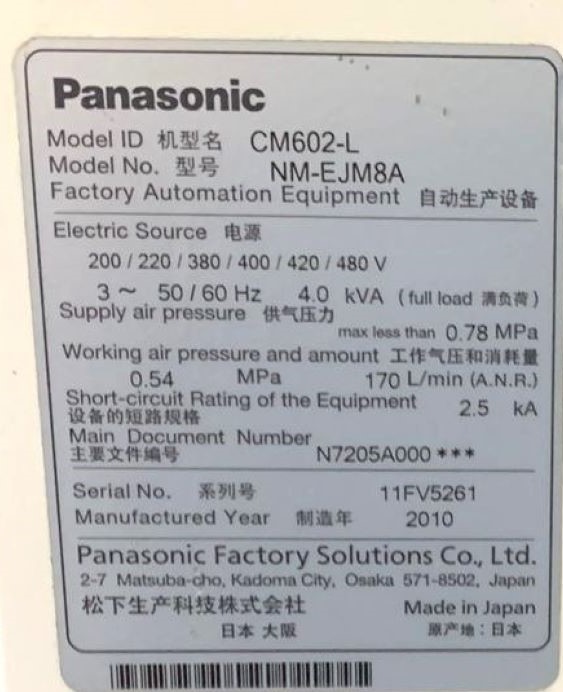 Panasonic
Model ID 机型名 CM602-L
Model No. 型号 NM-EJM8A
Factory Automation Equipment 自动生产设备
Electric Source 电源
200 / 220 / 380 / 400 / 420 / 480 V
3 ~ 50 / 60 Hz 4.0 kVA (full load 满负荷)
Supply air pressure 供气压力
max less than 0.78 MPa
Working air pressure and amount 工作气压和消耗量
0.54 MPa 170 L/min (A.N.R.)
Short-circuit Rating of the Equipment 2.5 kA
设备的短路规格
Main Document Number
主要文件编号 N7205A000 ***
Serial No. 系列号 11FV5261
Manufactured Year 制造年 2010
Panasonic Factory Solutions Co., Ltd.
2-7 Matsuba-cho, Kadoma City, Osaka 571-8502, Japan
松下生产科技株式会社 Made in Japan
日本 大阪 原产地：日本